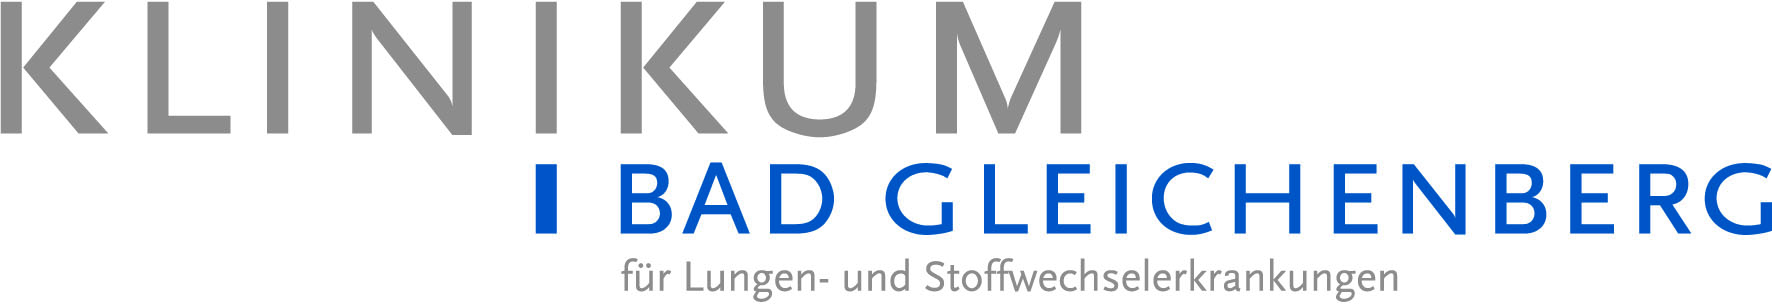 KLINIKUM
BAD GLEICHENBERG
für Lungen- und Stoffwechselerkrankungen